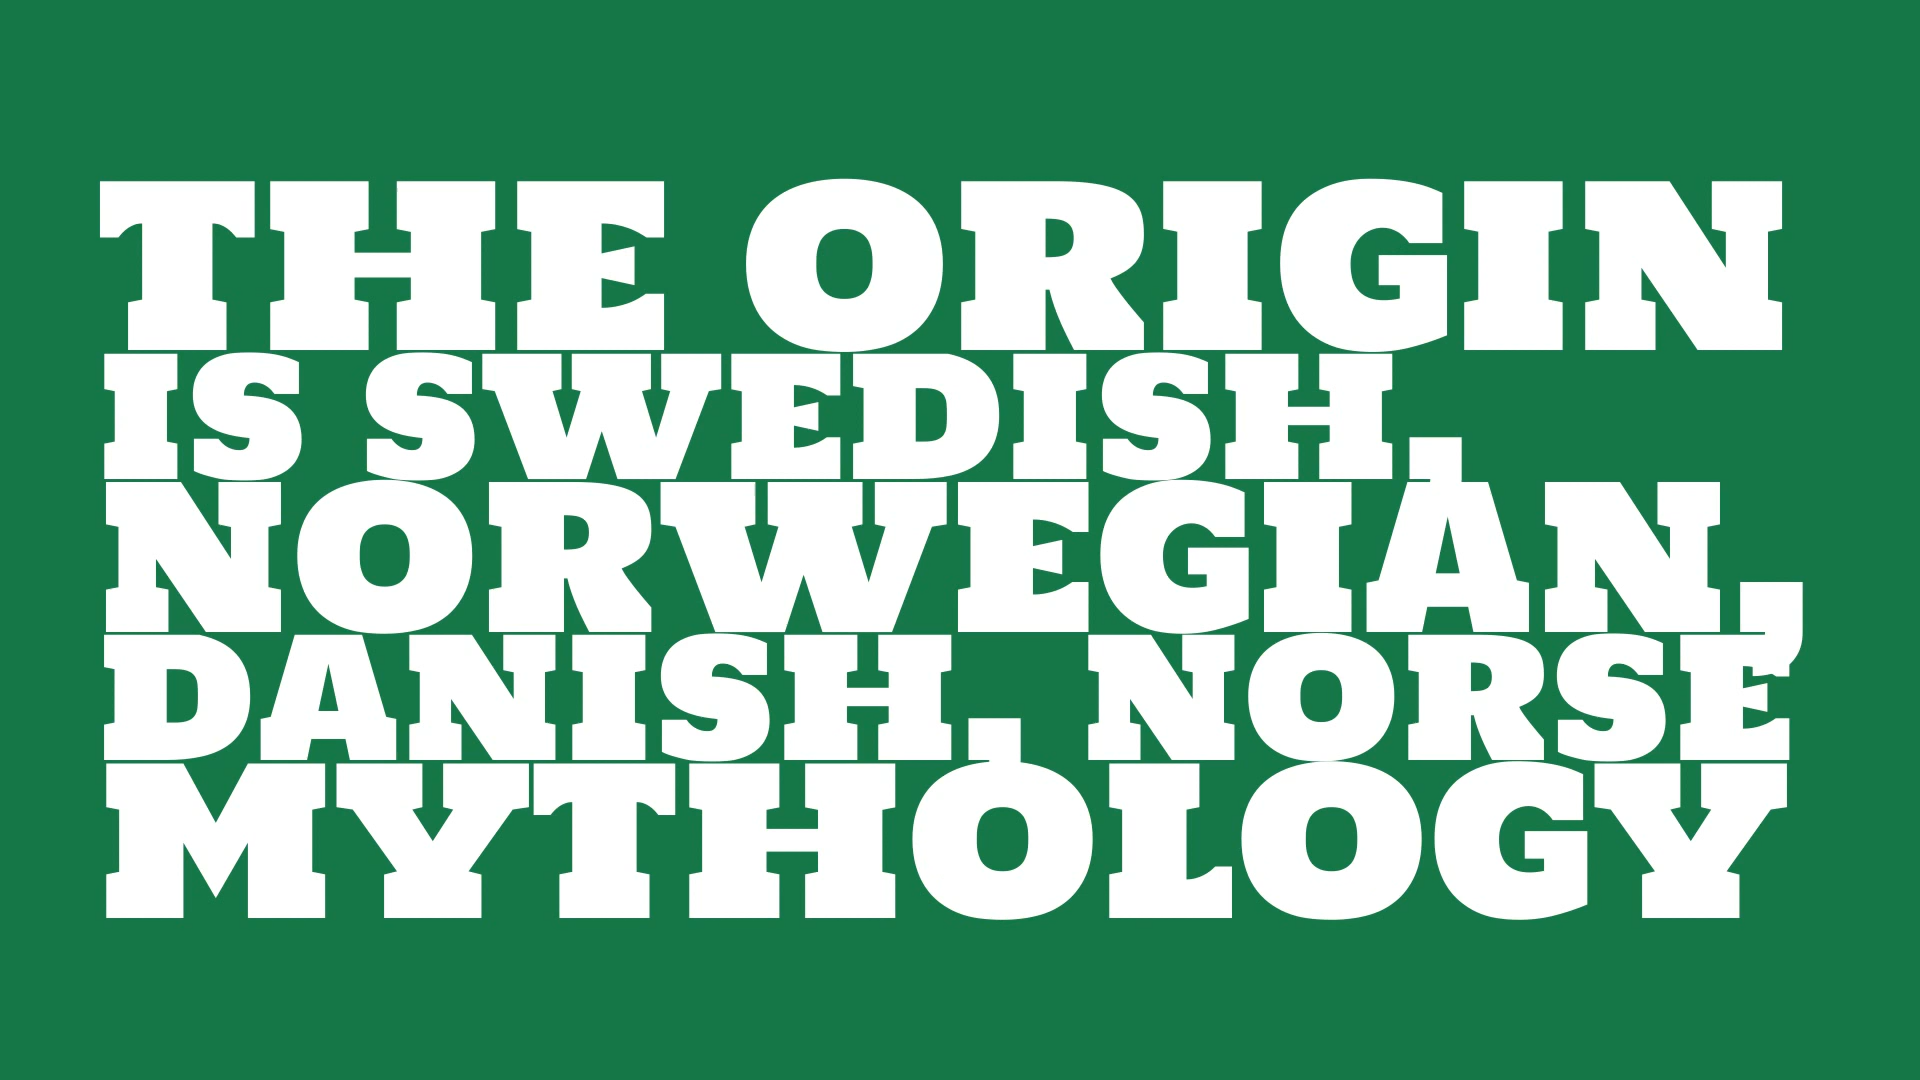 THE ORIGIN
IS SWEDISH,
NORWEGIAN,
DANISH, NORSE
MYTHOLOGY